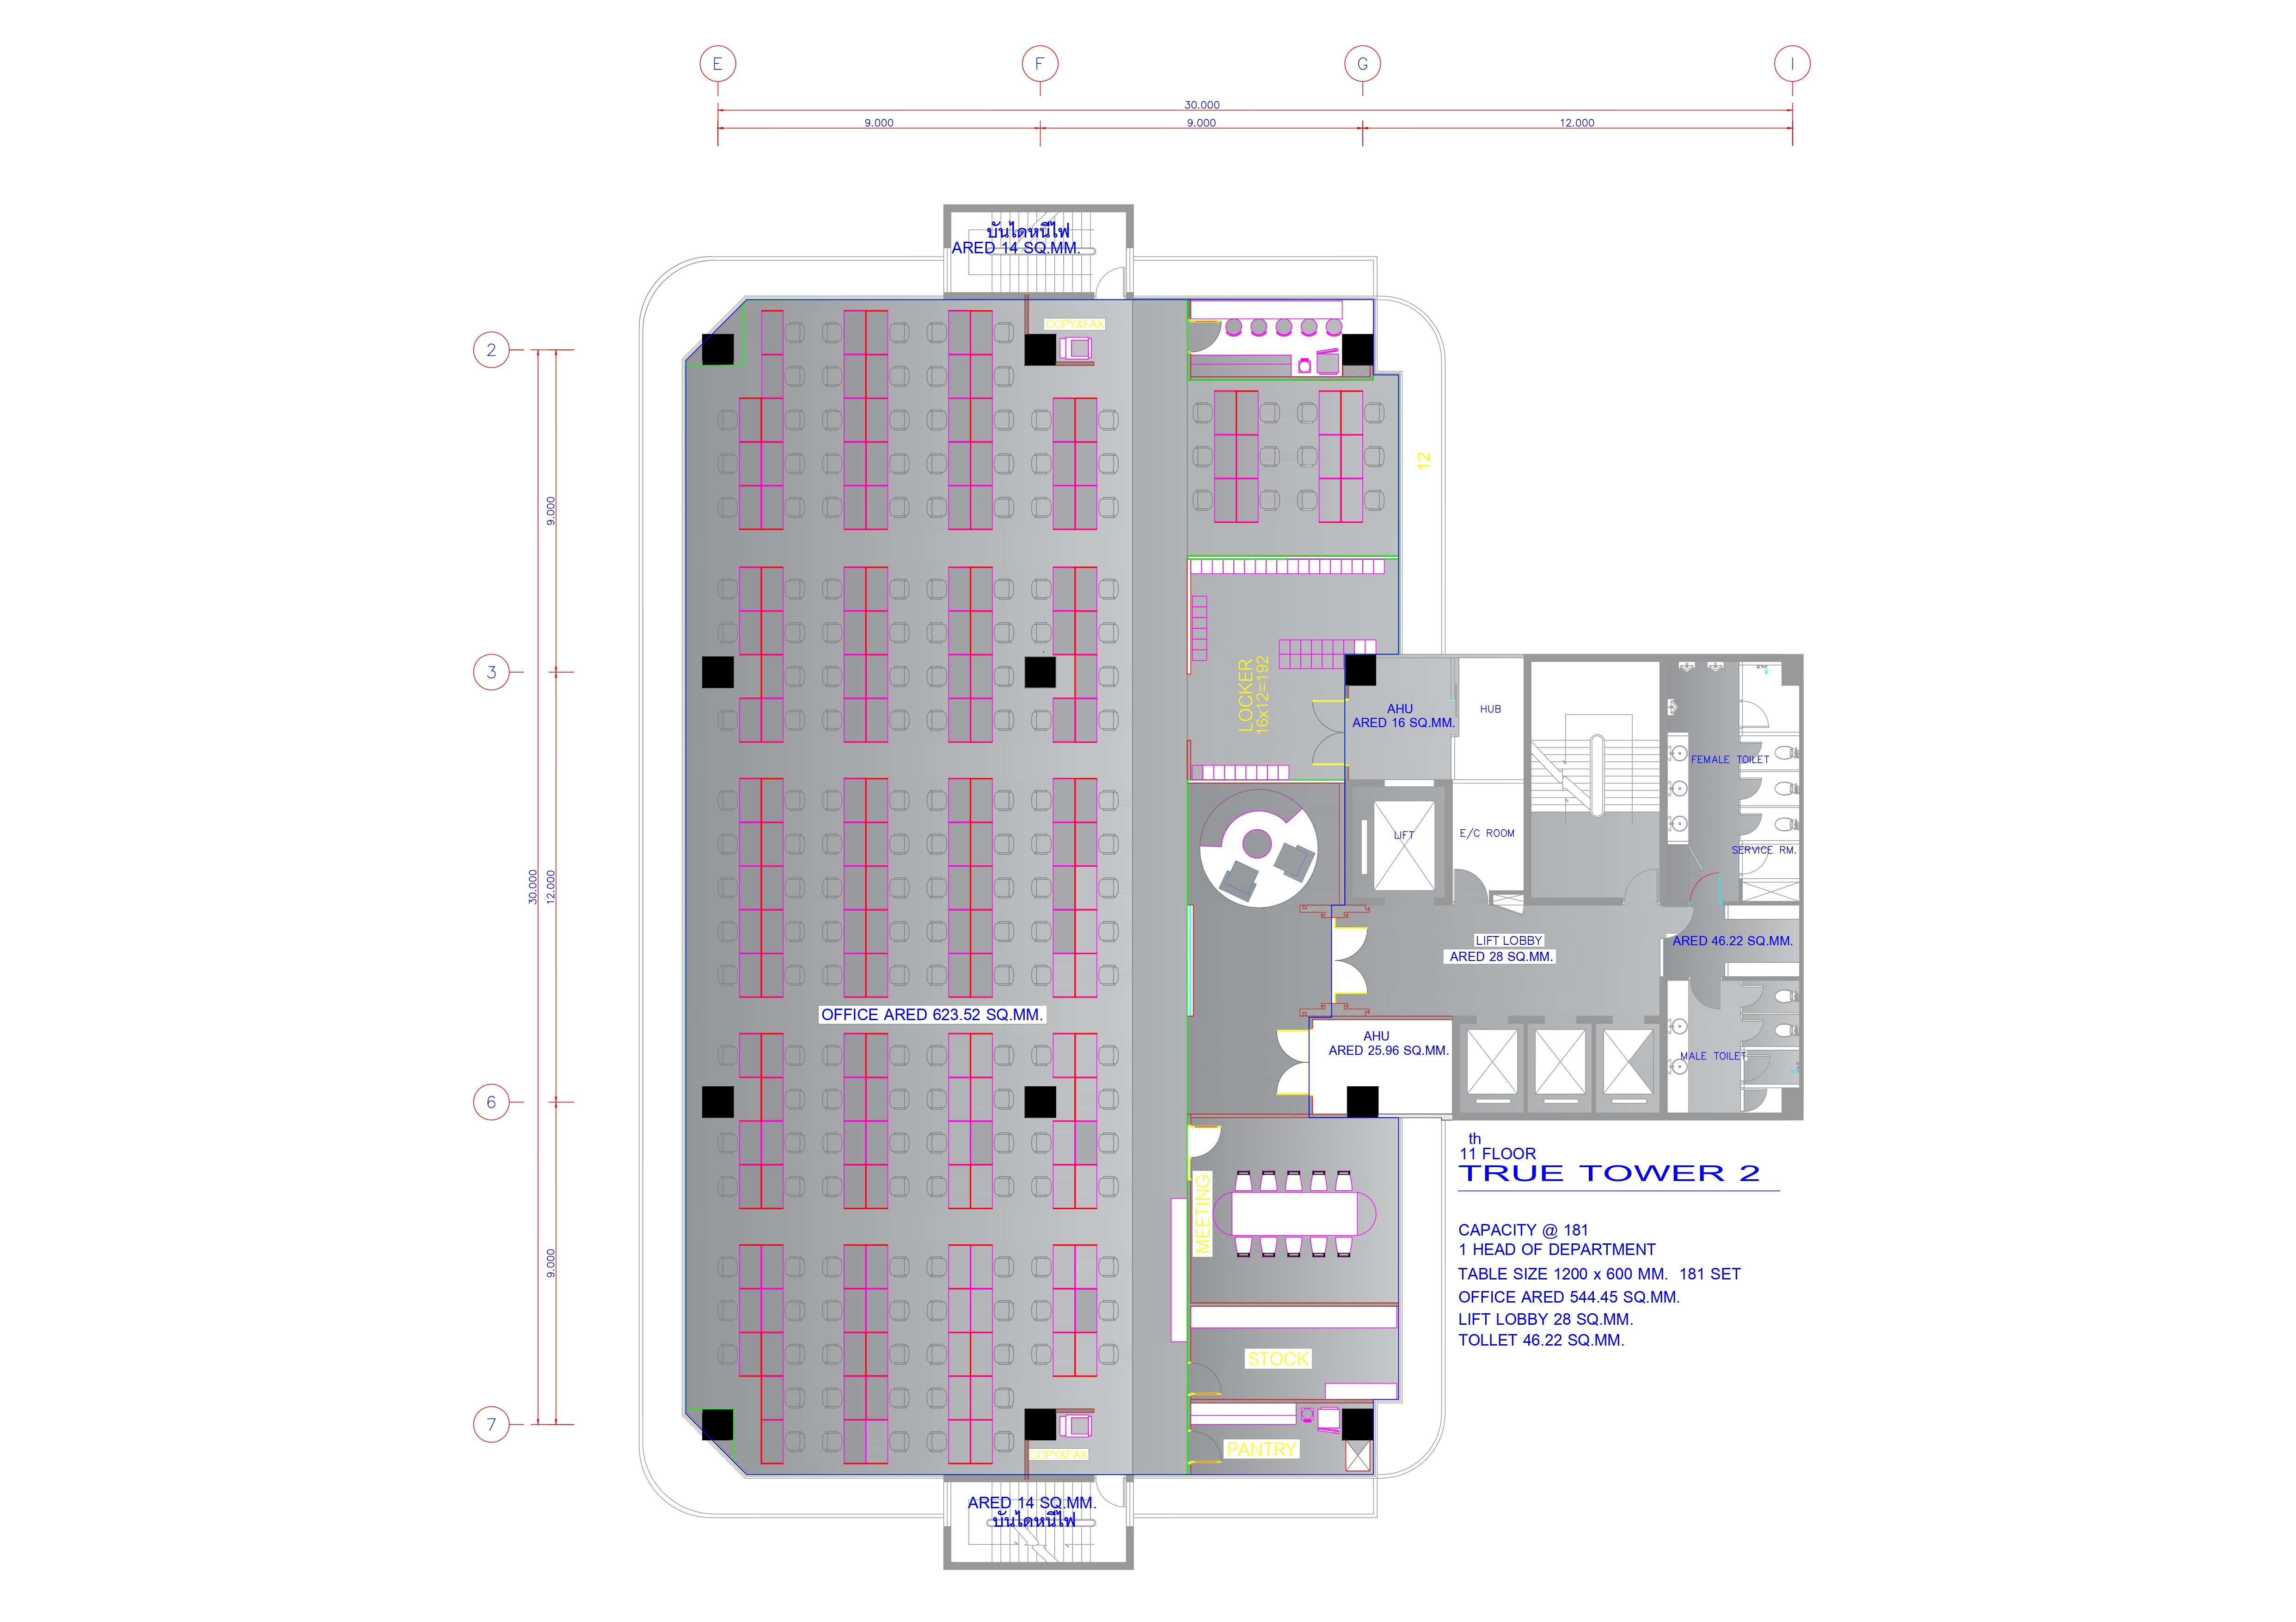 E
F
G
I
30.000
9.000
9.000
12.000
บันไดหนีไฟ
ARED 14 SQ.MM.
COPY&FAX
2
12
9.000
3
LOCKER
16x12=192
AHU
ARED 16 SQ.MM.
HUB
FEMALE TOILET
LIFT
E/C ROOM
SERVICE RM.
30.000
12.000
LIFT LOBBY
ARED 28 SQ.MM.
ARED 46.22 SQ.MM.
OFFICE ARED 623.52 SQ.MM.
AHU
ARED 25.96 SQ.MM.
MALE TOILET
6
th
11 FLOOR
TRUE TOWER 2
MEETING
9.000
CAPACITY @ 181
1 HEAD OF DEPARTMENT
TABLE SIZE 1200 x 600 MM.  181 SET
OFFICE ARED 544.45 SQ.MM.
LIFT LOBBY 28 SQ.MM.
TOLLET 46.22 SQ.MM.
STOCK
7
PANTRY
COPY&FAX
ARED 14 SQ.MM.
บันไดหนีไฟ